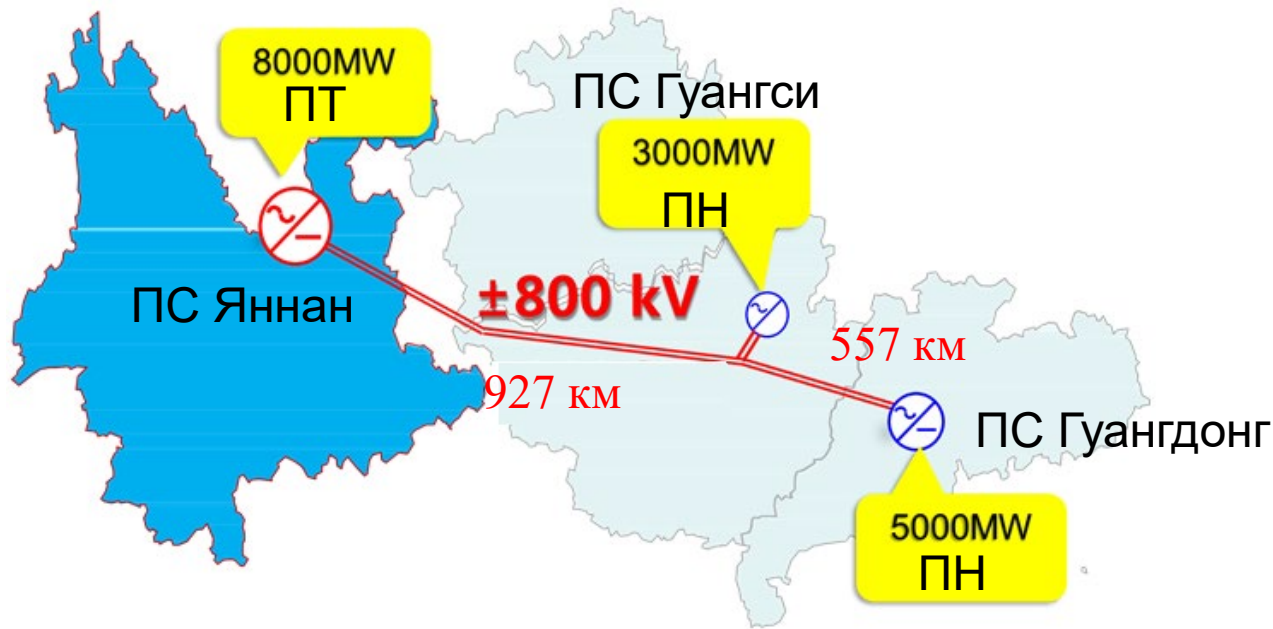 8000MW
ПТ
ПС Гуангси
3000MW
ПН
ПС Яннан
±800 kV
557 км
927 км
ПС Гуангдонг
5000MW
ПН